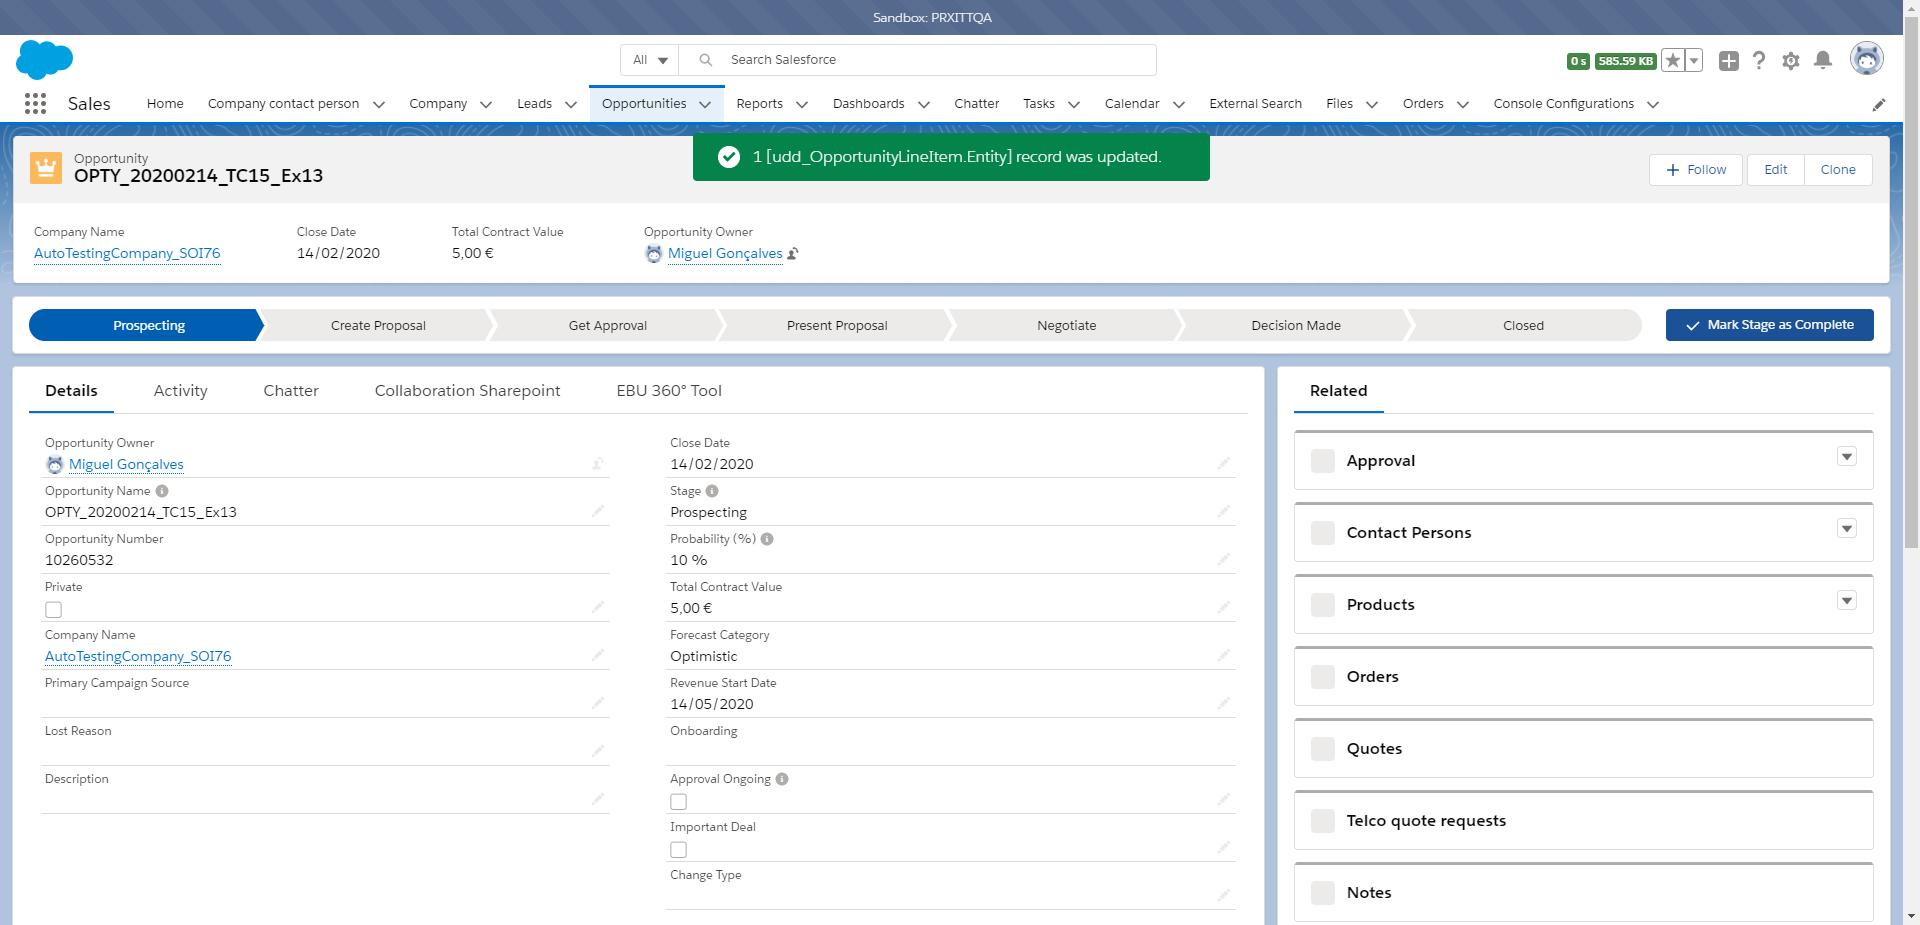 Sandbox: PRXITTQA
All
Search Salesforce
0 s
585.59 KB
Sales
Home
Company contact person
Company
Leads
Opportunities
Reports
Dashboards
Chatter
Tasks
Calendar
External Search
Files
Orders
Console Configurations
1 [udd_OpportunityLineItem.Entity] record was updated.
Opportunity
OPTY_20200214_TC15_Ex13
Follow
Edit
Clone
Company Name
AutoTestingCompany_SOI76
Close Date
14/02/2020
Total Contract Value
5,00 €
Opportunity Owner
Miguel Gonçalves
Prospecting
Create Proposal
Get Approval
Present Proposal
Negotiate
Decision Made
Closed
Mark Stage as Complete
Details
Activity
Chatter
Collaboration Sharepoint
EBU 360° Tool
Opportunity Owner
Miguel Gonçalves
Opportunity Name
OPTY_20200214_TC15_Ex13
Opportunity Number
10260532
Private
Company Name
AutoTestingCompany_SOI76
Primary Campaign Source
Lost Reason
Description
Close Date
14/02/2020
Stage
Prospecting
Probability (%)
10 %
Total Contract Value
5,00 €
Forecast Category
Optimistic
Revenue Start Date
14/05/2020
Onboarding
Approval Ongoing
Important Deal
Change Type
Related
Approval
Contact Persons
Products
Orders
Quotes
Telco quote requests
Notes